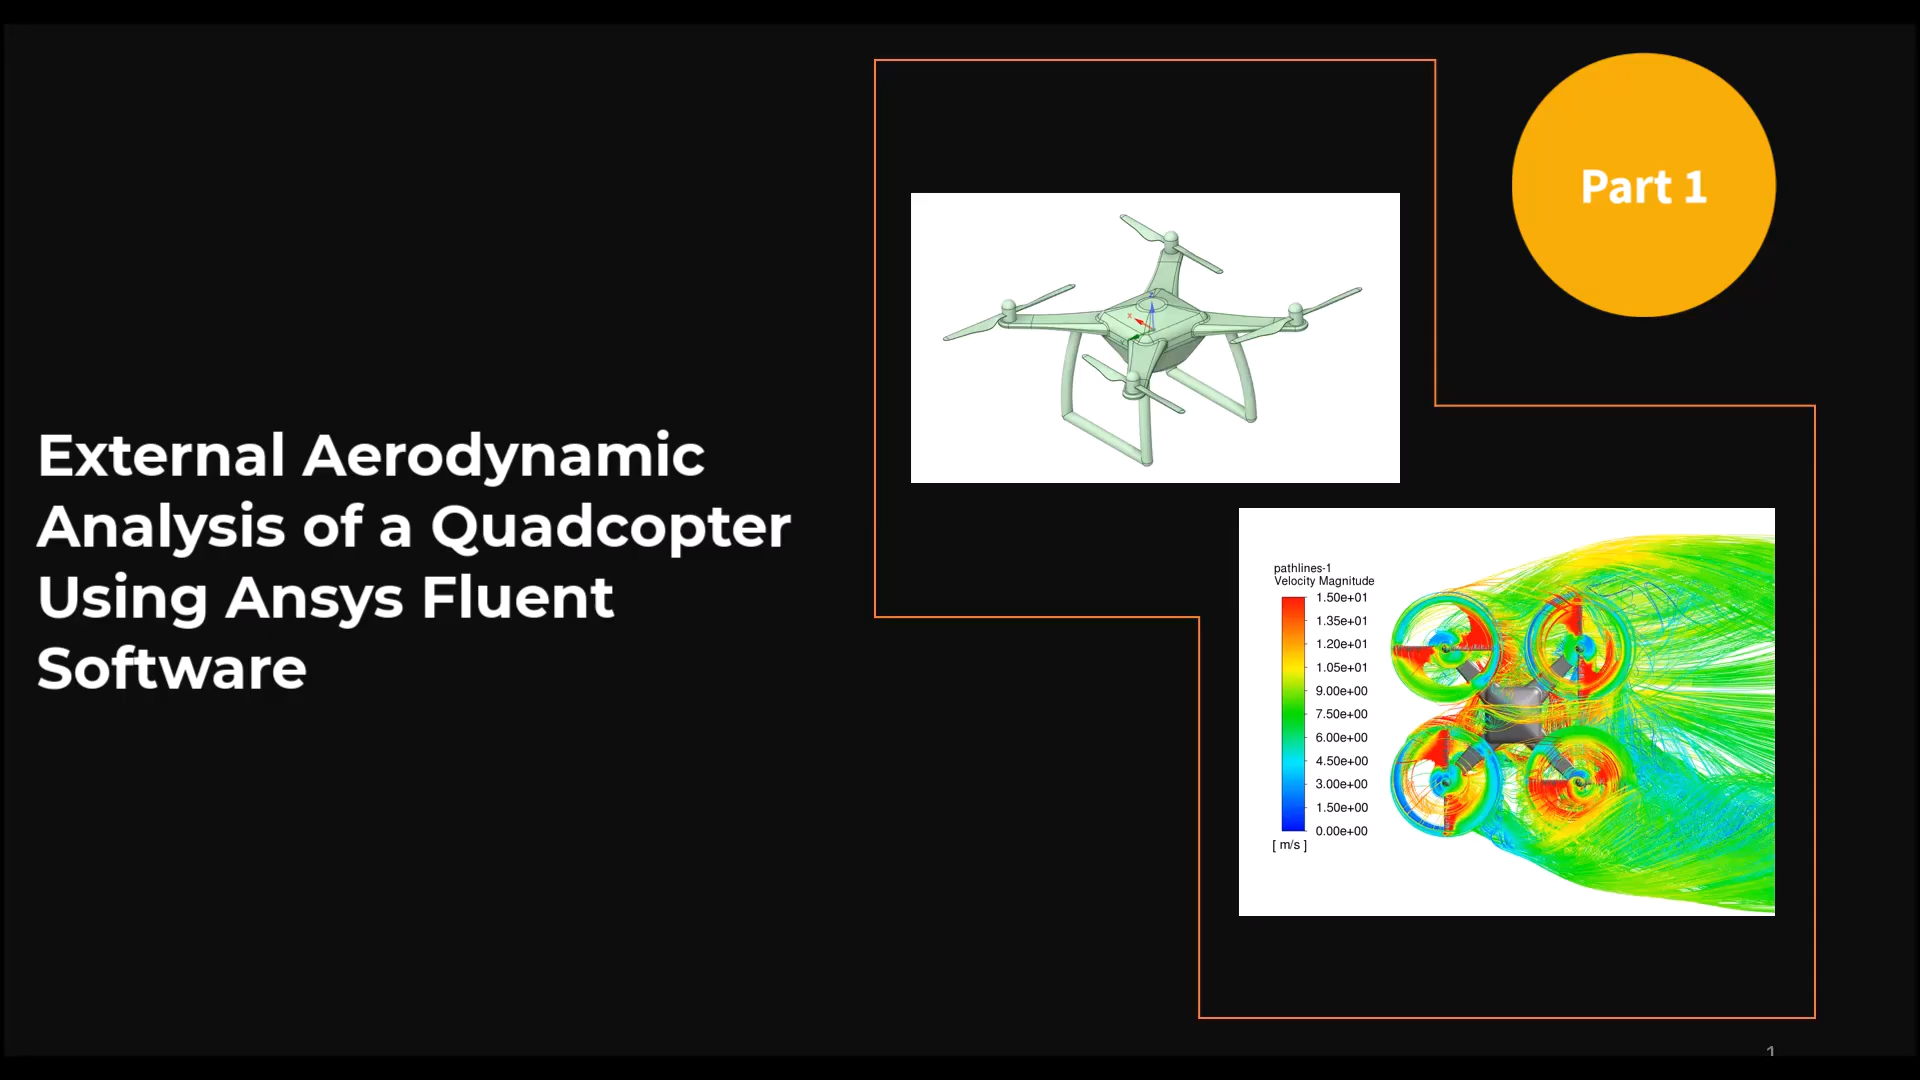 Part 1
External Aerodynamic
Analysis of a Quadcopter
Using Ansys Fluent
Software
Z
X
pathlines-1
Velocity Magnitude
1.50e+01
1.35e+01
1.20e+01
1.05e+01
9.00e+00
7.50e+00
6.00e+00
4.50e+00
3.00e+00
1.50e+00
0.00e+00
[ m/s ]
1